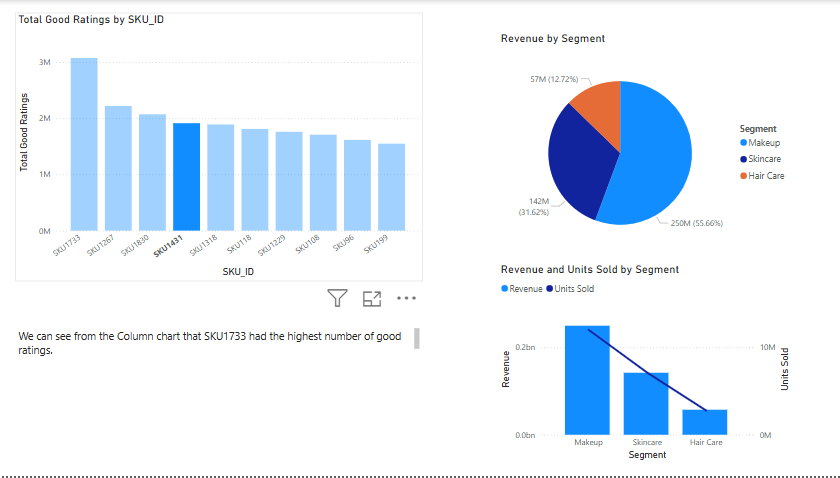 Total Good Ratings by SKU_ID
Total Good Ratings
3M
2M
1M
0M
SKU1733
SKU1267
SKU1830
SKU1431
SKU1318
SKU118
SKU1229
SKU108
SKU96
SKU199
SKU_ID
We can see from the Column chart that SKU1733 had the highest number of good
ratings.
Revenue by Segment
57M (12.72%)
142M
(31.62%)
250M (55.66%)
Segment
Makeup
Skincare
Hair Care
Revenue and Units Sold by Segment
Revenue Units Sold
Revenue
0.2bn
0.0bn
10M
0M
Units Sold
Makeup
Skincare
Hair Care
Segment